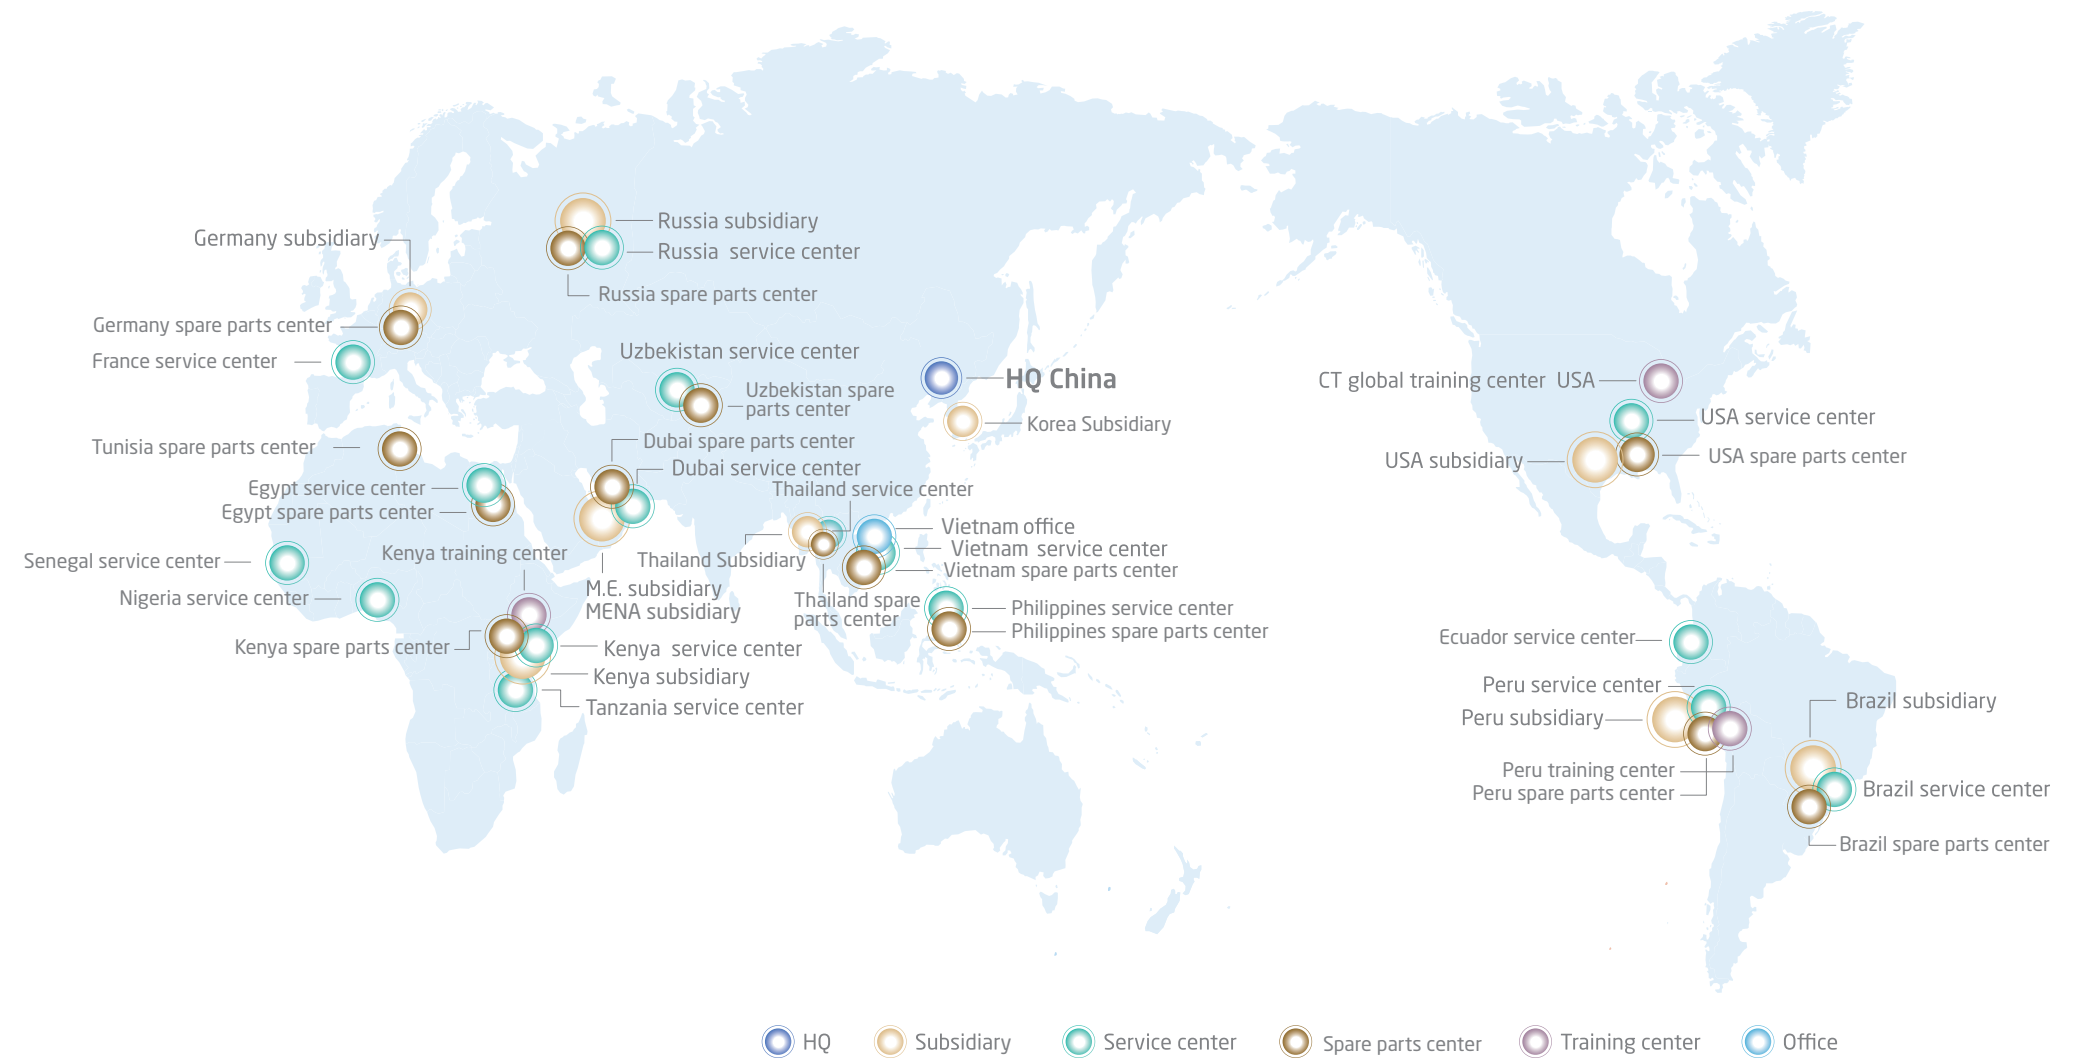 Russia subsidiary
Germany subsidiary
Russia service center
Russia spare parts center
Germany spare parts center
France service center
Uzbekistan service center
HQ China
CT global training center USA
Uzbekistan spare
parts center
USA service center
Korea Subsidiary
Tunisia spare parts center
Dubai spare parts center
USA subsidiary
USA spare parts center
Dubai service center
Egypt service center
Thailand service center
Egypt spare parts center
Vietnam office
Vietnam service center
Kenya training center
Senegal service center
Thailand Subsidiary
Vietnam spare parts center
M.E. subsidiary
MENA subsidiary
Nigeria service center
Thailand spare
parts center
Philippines service center
Philippines spare parts center
Ecuador service center
Kenya spare parts center
Kenya service center
Kenya subsidiary
Peru service center
Brazil subsidiary
Tanzania service center
Peru subsidiary
Peru training center
Peru spare parts center
Brazil service center
Brazil spare parts center
HQ
Subsidiary
Service center
Spare parts center
Training center
Office